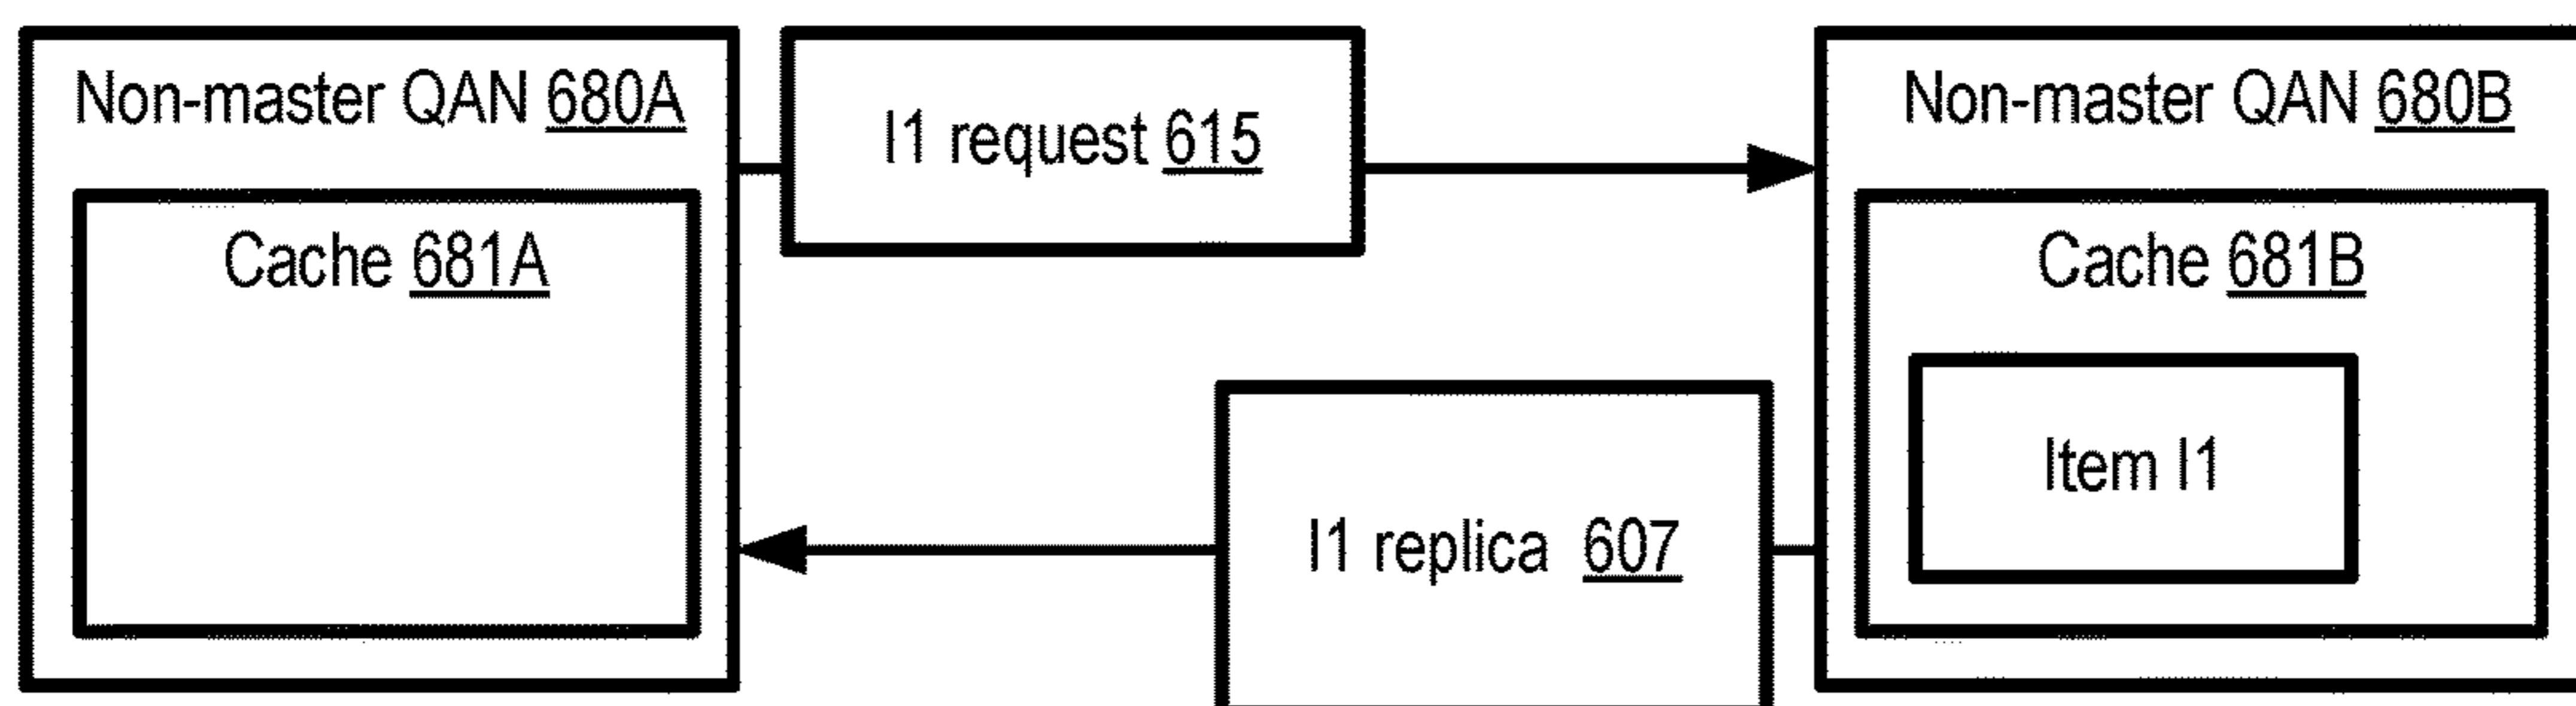 Non-master QAN 680A
I1 request 615
Non-master QAN 680B
Cache 681A
Cache 681B
Item I1
I1 replica 607